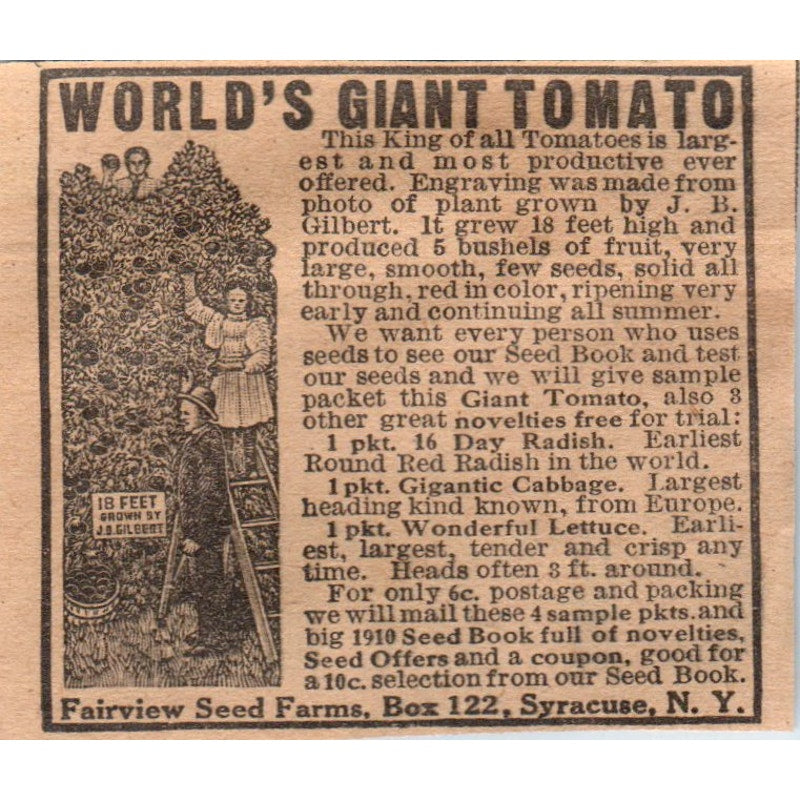 WORLD'S GIANT TOMATO
This King of all Tomatoes is larg-
est and most productive ever
offered. Engraving was made from
photo of plant grown by J. B.
Gilbert. It grew 18 feet high and
produced 5 bushels of fruit, very
large, smooth, few seeds, solid all
through, red in color, ripening very
early and continuing all summer.
We want every person who uses
seeds to see our Seed Book and test
our seeds and we will give sample
packet this Giant Tomato, also 3
other great novelties free for trial:
1 pkt. 16 Day Radish. Earliest
Round Red Radish in the world.
1 pkt. Gigantic Cabbage. Largest
heading kind known, from Europe.
1 pkt. Wonderful Lettuce. Earli-
est, largest, tender and crisp any
time. Heads often 3 ft. around.
For only 6c. postage and packing
we will mail these 4 sample pkts. and
big 1910 Seed Book full of novelties,
Seed Offers and a coupon, good for
a 10c. selection from our Seed Book.
18 FEET
GROWN BY
J.B. GILBERT
Fairview Seed Farms, Box 122, Syracuse, N. Y.